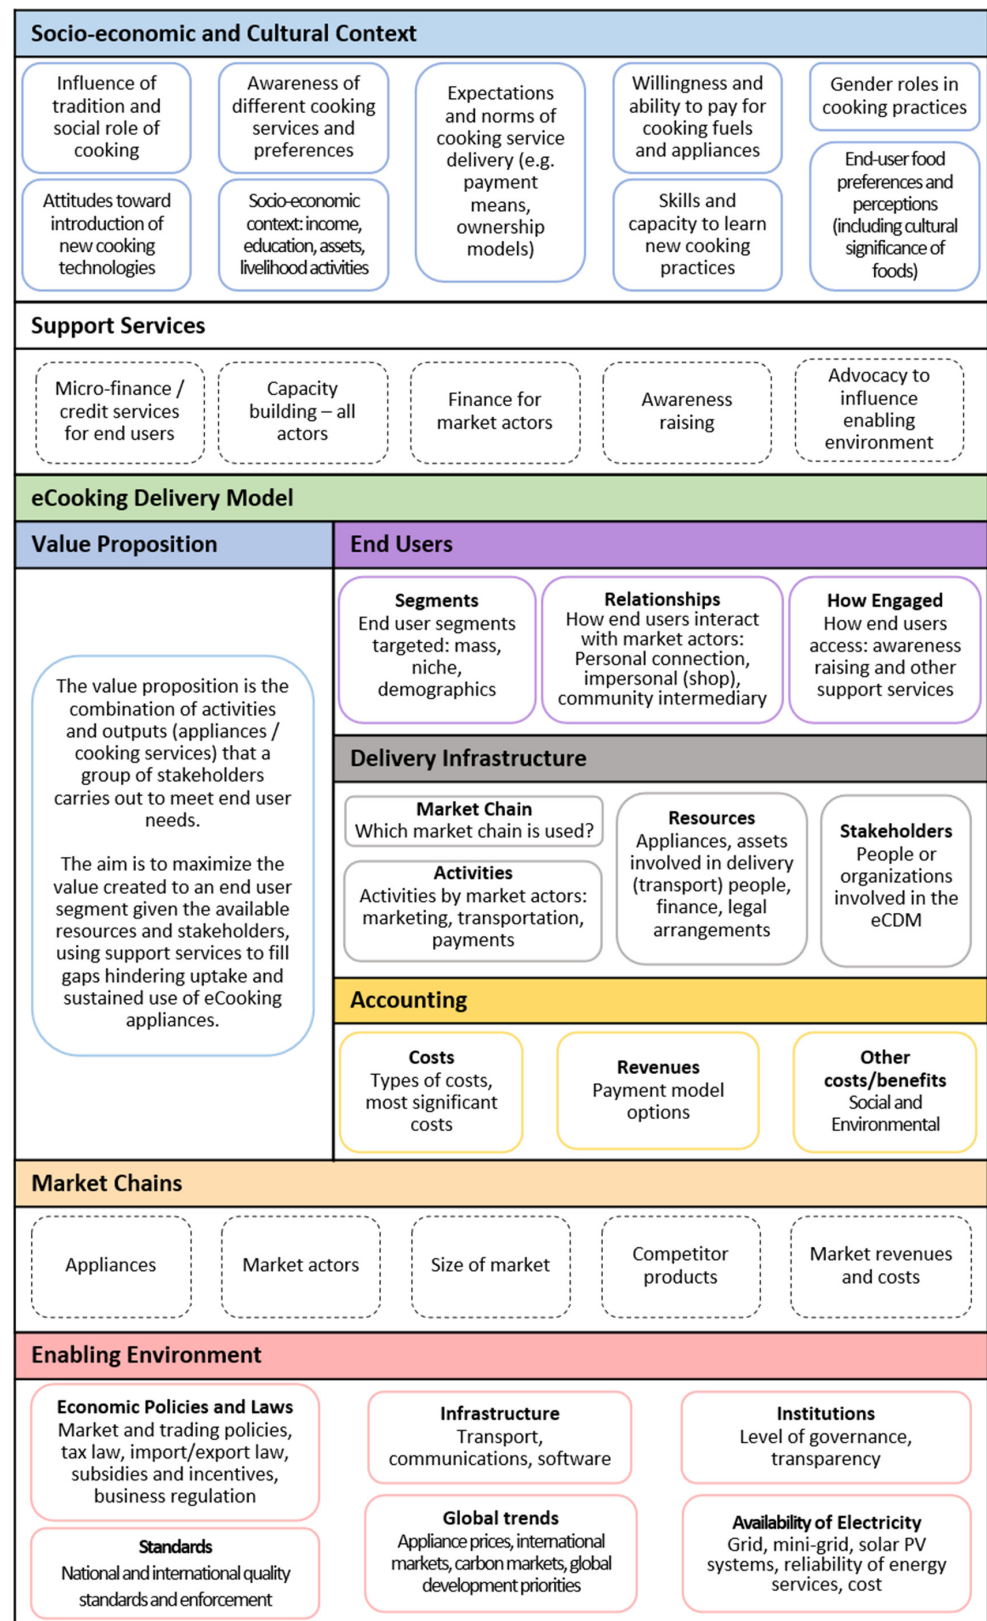 Socio-economic and Cultural Context
Influence of
tradition and
social role of
cooking
Awareness of
different cooking
services and
preferences
Expectations
and norms of
cooking service
delivery (e.g.
payment
means,
ownership
models)
Willingness and
ability to pay for
cooking fuels
and appliances
Gender roles in
cooking practices
Attitudes toward
introduction of
new cooking
technologies
Socio-economic
context: income,
education, assets,
livelihood activities
Skills and
capacity to learn
new cooking
practices
End-user food
preferences and
perceptions
(including cultural
significance of
foods)
Support Services
Micro-finance /
credit services
for end users
Capacity
building – all
actors
Finance for
market actors
Awareness
raising
Advocacy to
influence
enabling
environment
eCooking Delivery Model
Value Proposition
The value proposition is the
combination of activities
and outputs (appliances /
cooking services) that a
group of stakeholders
carries out to meet end user
needs.
The aim is to maximize the
value created to an end user
segment given the available
resources and stakeholders,
using support services to fill
gaps hindering uptake and
sustained use of eCooking
appliances.
End Users
Segments
End user segments
targeted: mass,
niche,
demographics
Relationships
How end users interact
with market actors:
Personal connection,
impersonal (shop),
community intermediary
How Engaged
How end users
access: awareness
raising and other
support services
Delivery Infrastructure
Market Chain
Which market chain is used?
Activities
Activities by market actors:
marketing, transportation,
payments
Resources
Appliances, assets
involved in delivery
(transport) people,
finance, legal
arrangements
Stakeholders
People or
organizations
involved in the
eCDM
Accounting
Costs
Types of costs,
most significant
costs
Revenues
Payment model
options
Other
costs/benefits
Social and
Environmental
Market Chains
Appliances
Market actors
Size of market
Competitor
products
Market revenues
and costs
Enabling Environment
Economic Policies and Laws
Market and trading policies,
tax law, import/export law,
subsidies and incentives,
business regulation
Infrastructure
Transport,
communications, software
Institutions
Level of governance,
transparency
Standards
National and international quality
standards and enforcement
Global trends
Appliance prices, international
markets, carbon markets, global
development priorities
Availability of Electricity
Grid, mini-grid, solar PV
systems, reliability of energy
services, cost